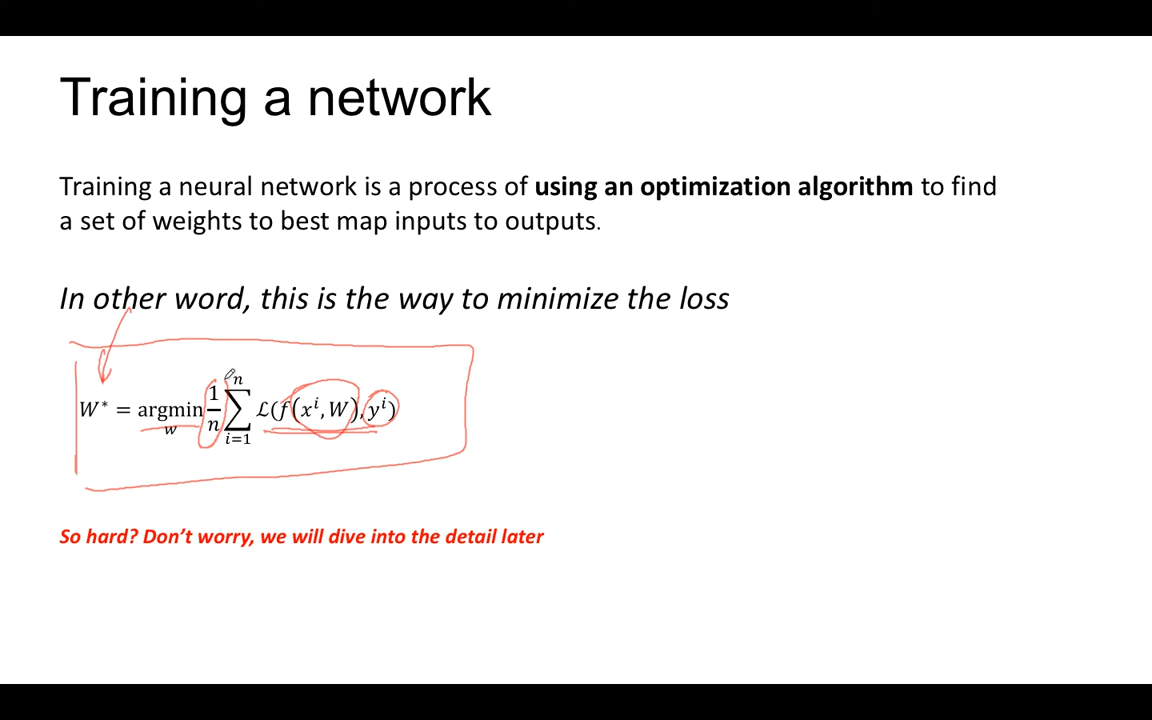 Training a network
Training a neural network is a process of using an optimization algorithm to find
a set of weights to best map inputs to outputs.
In other word, this is the way to minimize the loss
W* = argmin_W 1/n ∑_{i=1}^{n} ℒ(f(x^i, W), y^i)
So hard? Don’t worry, we will dive into the detail later